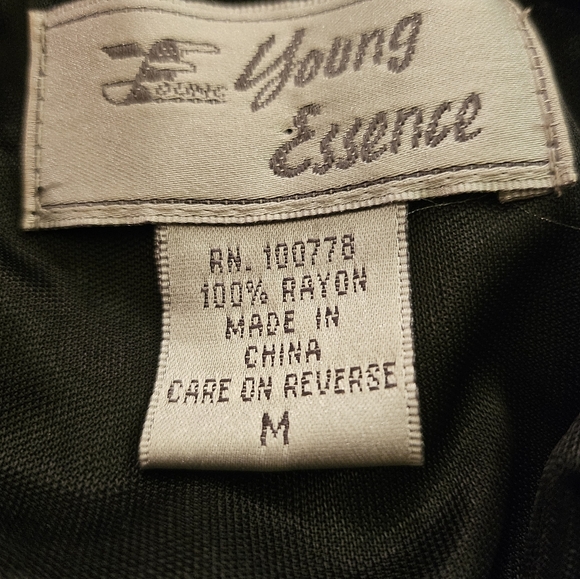 Young
Essence
RN. 100778
100% RAYON
MADE IN
CHINA
CARE ON REVERSE
M